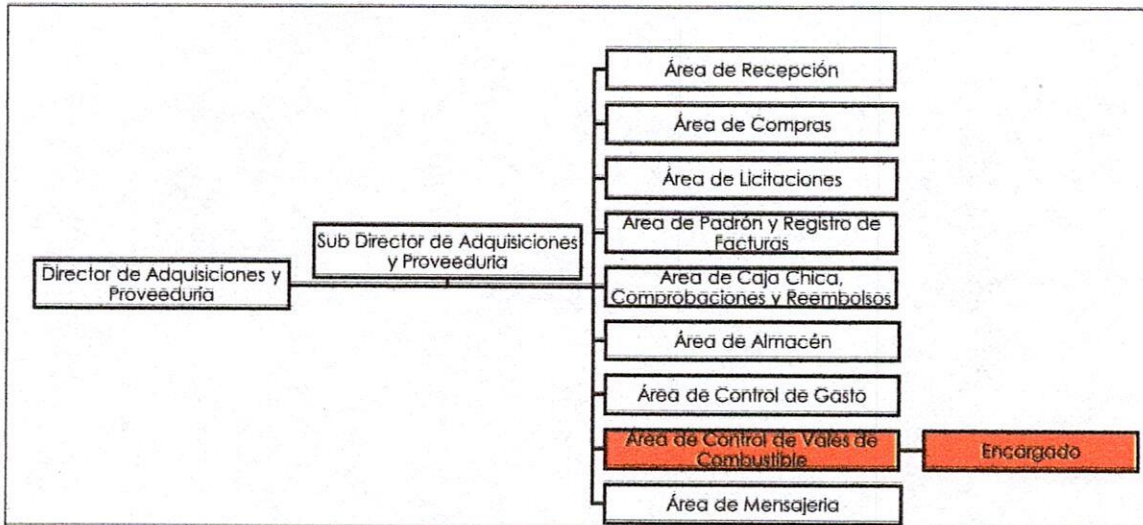 Área de Recepción
Área de Compras
Área de Licitaciones
Área de Padrón y Registro de
Facturas
Sub Director de Adquisiciones
y Proveeduría
Director de Adquisiciones y
Proveeduría
Área de Caja Chica,
Comprobaciones y Reembolsos
Área de Almacén
Área de Control de Gasto
Área de Control de Vales de
Combustible
Encargado
Área de Mensajeria